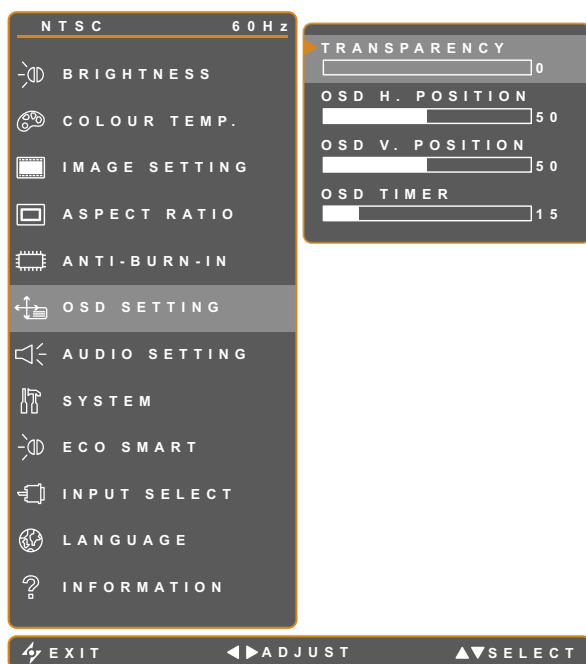 NTSC 60Hz
BRIGHTNESS
COLOUR TEMP.
IMAGE SETTING
ASPECT RATIO
ANTI-BURN-IN
OSD SETTING
AUDIO SETTING
SYSTEM
ECO SMART
INPUT SELECT
LANGUAGE
INFORMATION
TRANSPARENCY
0
OSD H. POSITION
50
OSD V. POSITION
50
OSD TIMER
15
EXIT ADJUST SELECT